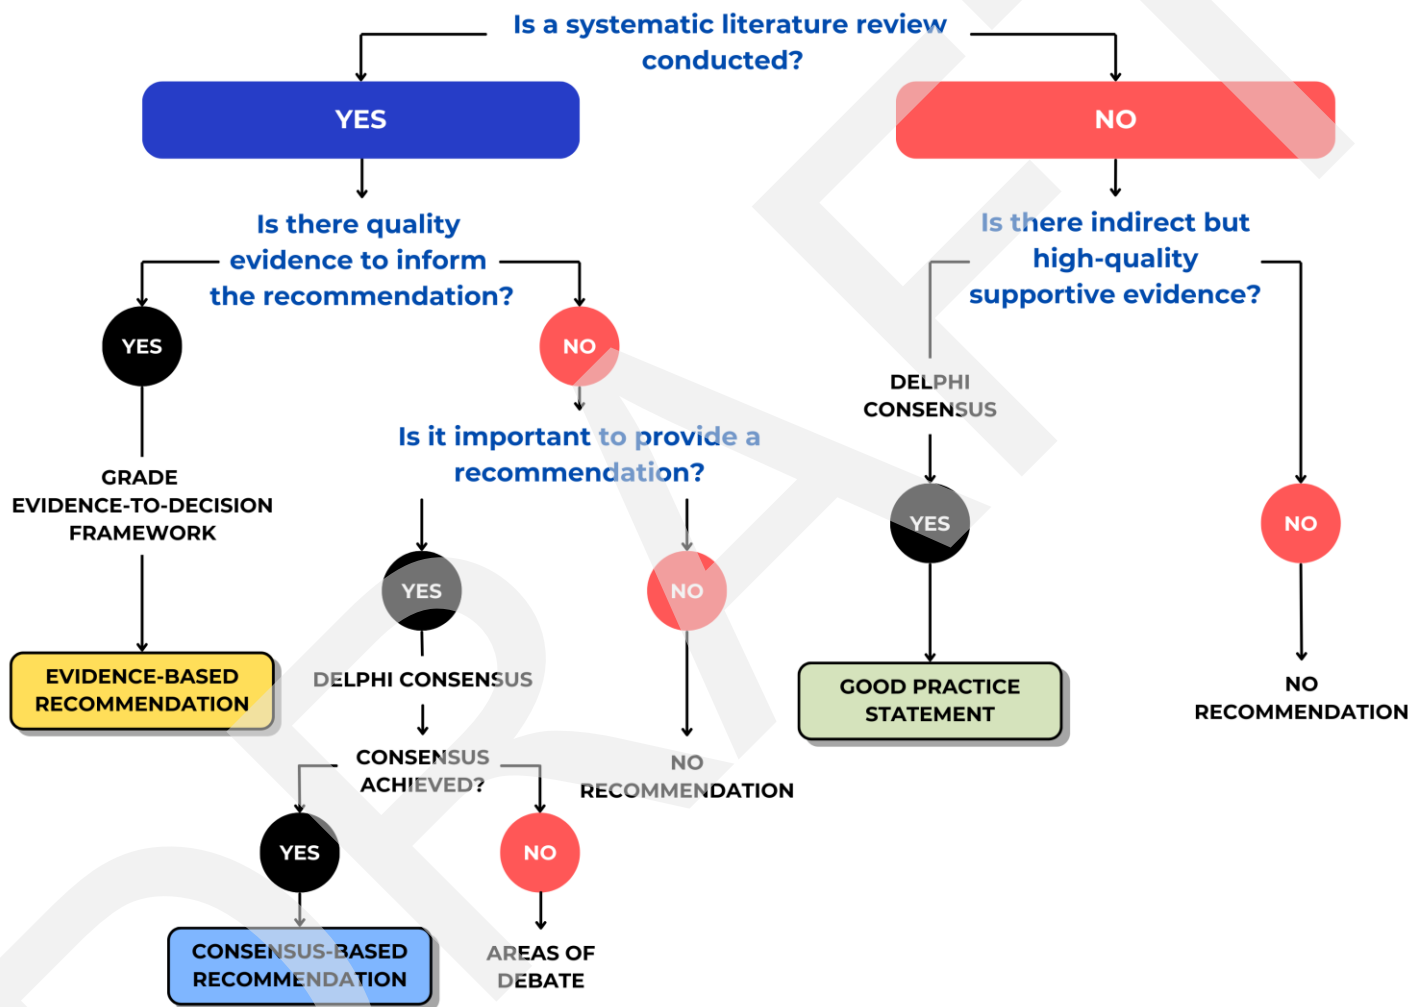 Is a systematic literature review
conducted?
YES
NO
Is there quality
evidence to inform
the recommendation?
Is there indirect but
high-quality
supportive evidence?
YES
NO
DELPHI
CONSENSUS
Is it important to provide a
recommendation?
GRADE
EVIDENCE-TO-DECISION
FRAMEWORK
YES
NO
YES
NO
EVIDENCE-BASED
RECOMMENDATION
DELPHI CONSENSUS
GOOD PRACTICE
STATEMENT
NO
RECOMMENDATION
CONSENSUS
ACHIEVED?
NO
RECOMMENDATION
YES
NO
CONSENSUS-BASED
RECOMMENDATION
AREAS OF
DEBATE
DRAFT